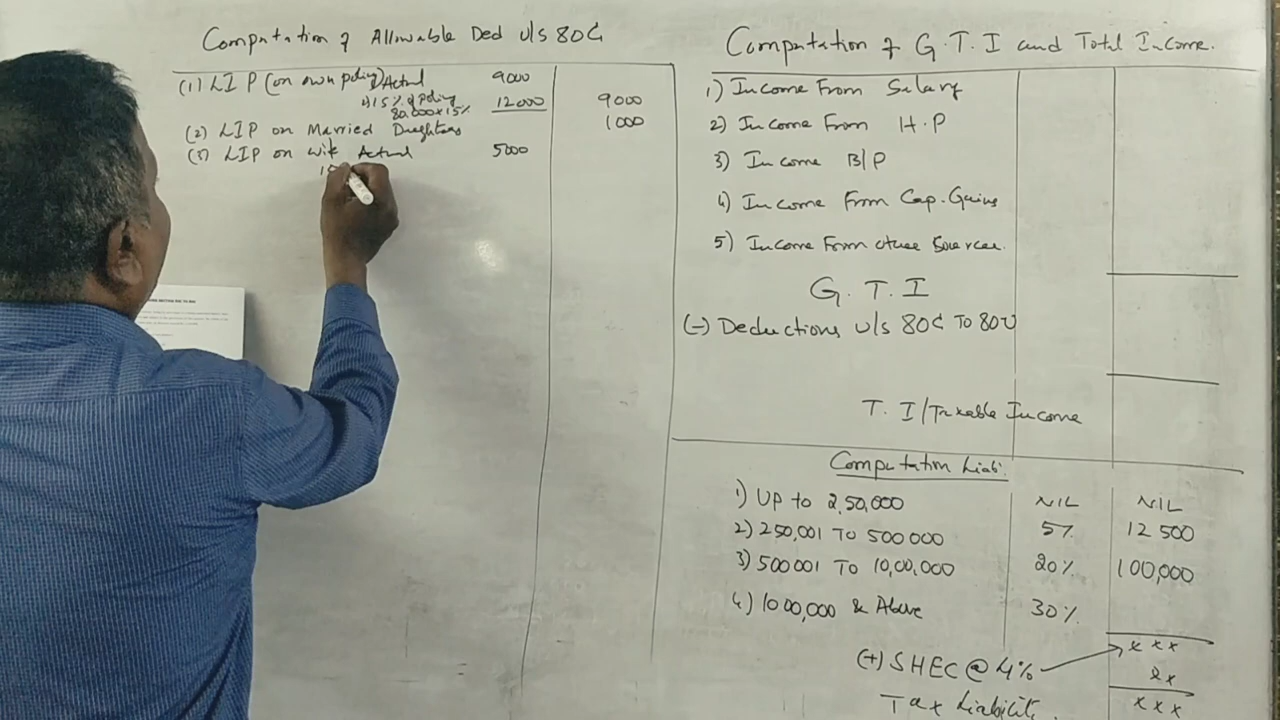 Computation of Allowable Ded u/s 80C
(1) LIP (on own policy) Actual 9000
15% of Policy
80,000x15% 12000 9000
(2) LIP on Married Daughters 1000
(3) LIP on Wife Actual 5000
Computation of G.T.I and Total Income.
1) Income From Salary
2) Income From H.P
3) Income B/P
4) Income From Cap. Gains
5) Income From other Sources.
G.T.I
(-) Deductions u/s 80C To 80U
T.I/Taxable Income
Computation Liabi.
1) Up to 2,50,000 NIL NIL
2) 250,001 To 500000 5% 12500
3) 500001 To 10,00,000 20% 100,000
4) 1000,000 & Above 30%
xxx
(+) SHEC @ 4% xx
Tax Liability. xxx